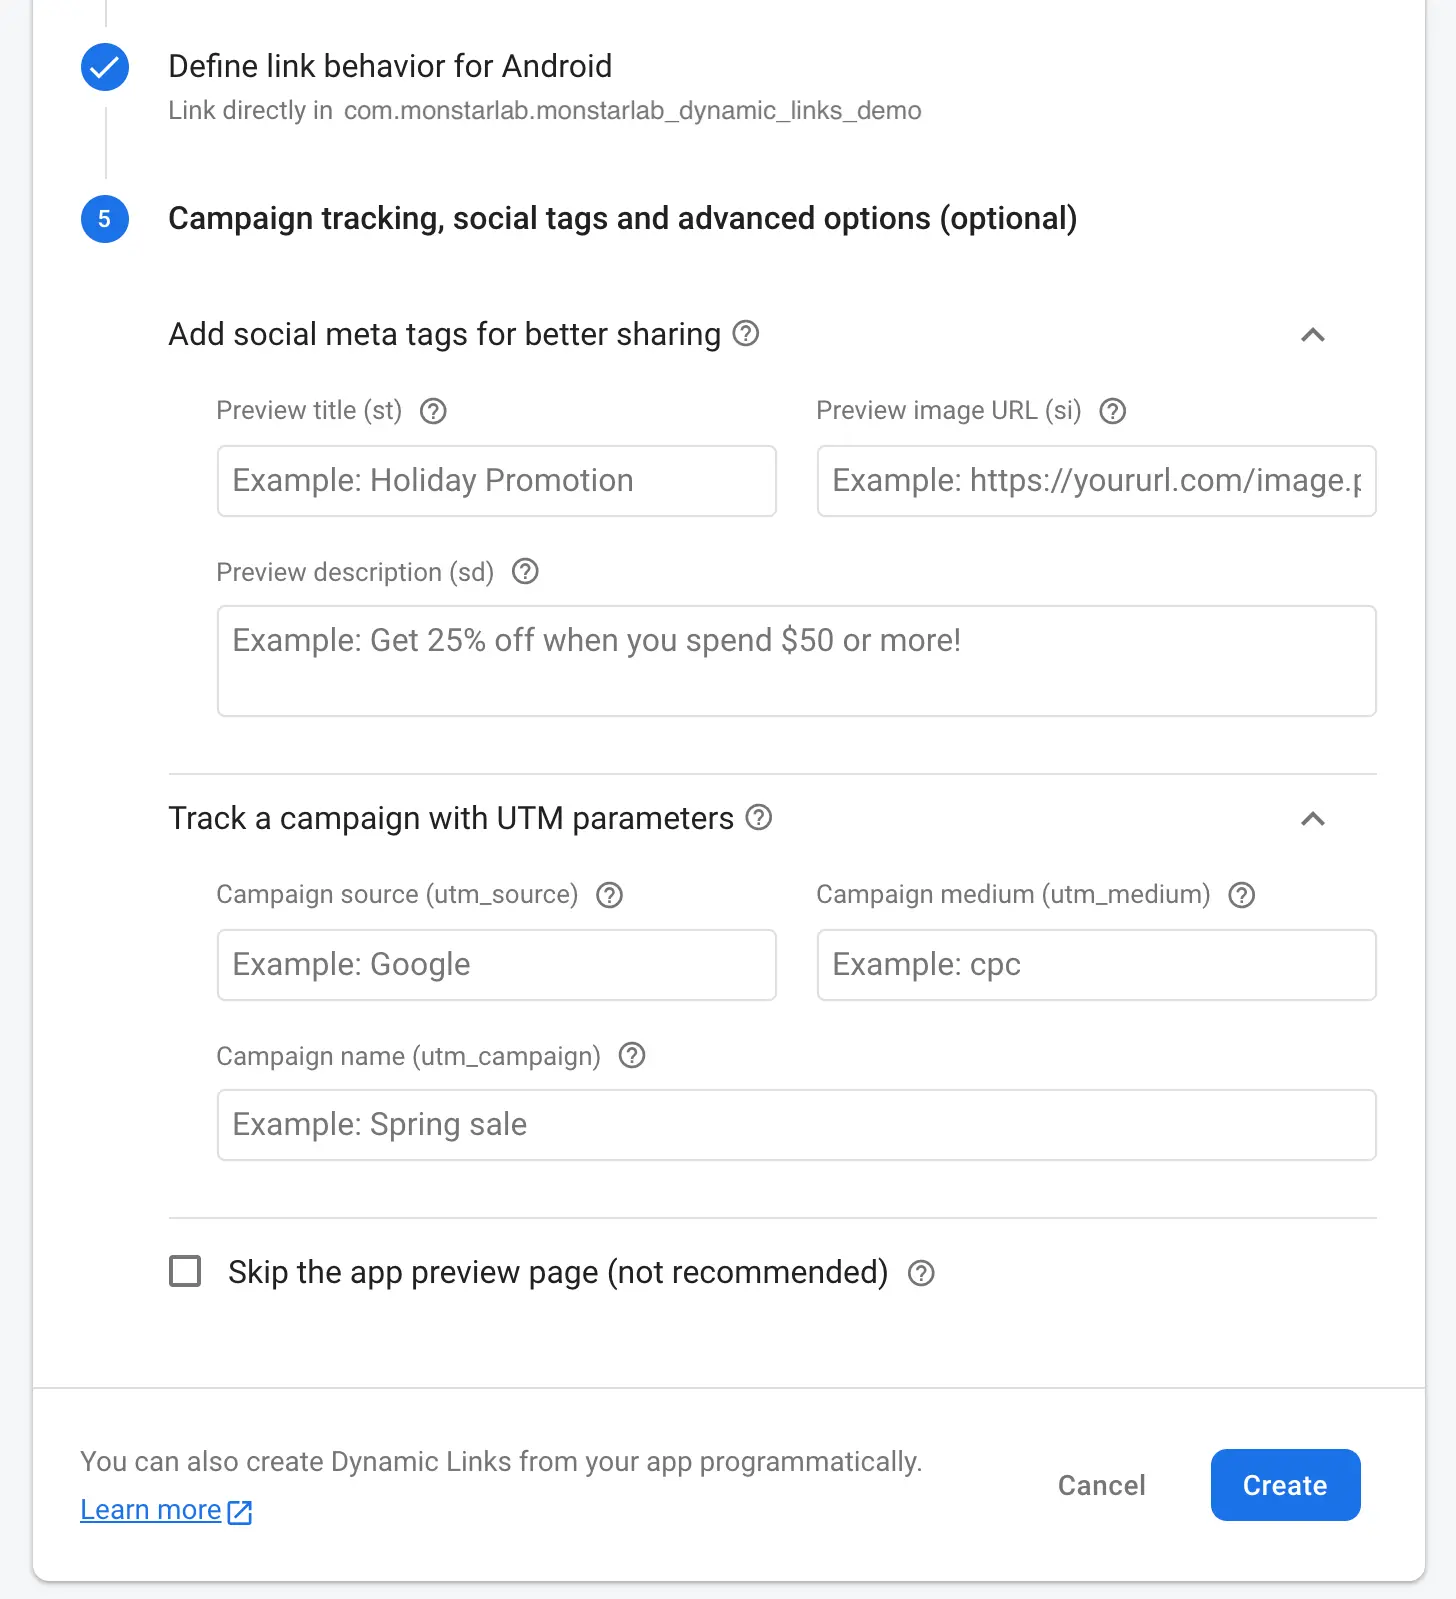 Define link behavior for Android
Link directly in com.monstarlab.monstarlab_dynamic_links_demo
5
Campaign tracking, social tags and advanced options (optional)
Add social meta tags for better sharing
Preview title (st)
Preview image URL (si)
Example: Holiday Promotion
Example: https://yoururl.com/image.p
Preview description (sd)
Example: Get 25% off when you spend $50 or more!
Track a campaign with UTM parameters
Campaign source (utm_source)
Campaign medium (utm_medium)
Example: Google
Example: cpc
Campaign name (utm_campaign)
Example: Spring sale
Skip the app preview page (not recommended)
You can also create Dynamic Links from your app programmatically.
Learn more
Cancel
Create